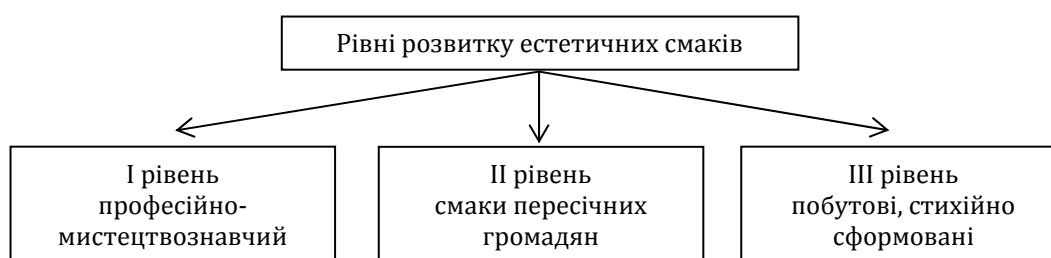 Рівні розвитку естетичних смаків
І рівень
професійно-
мистецтвознавчий
ІІ рівень
смаки пересічних
громадян
ІІІ рівень
побутові, стихійно
сформовані